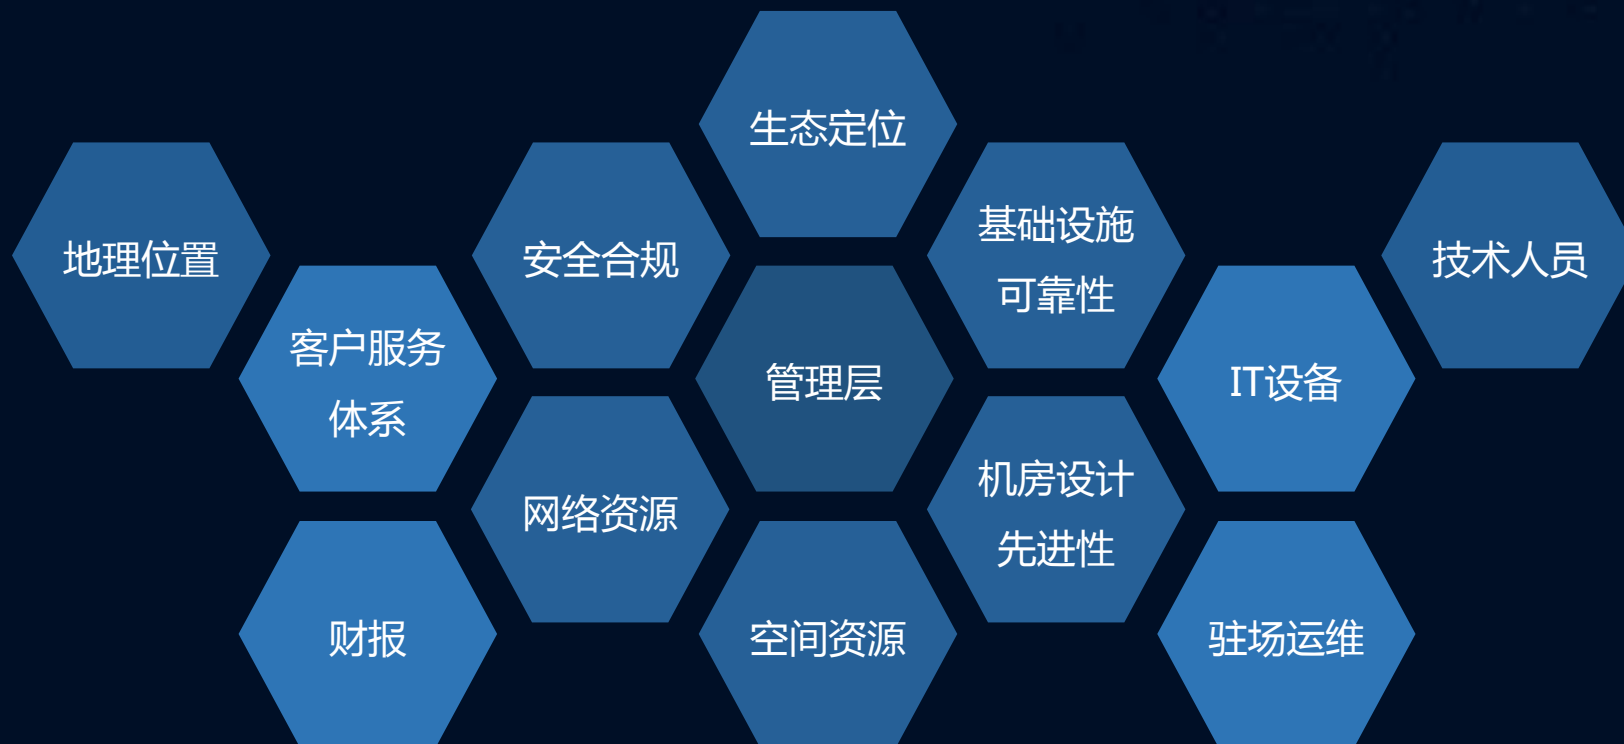 生态定位
地理位置
安全合规
基础设施
可靠性
技术人员
客户服务
体系
管理层
IT设备
网络资源
机房设计
先进性
财报
空间资源
驻场运维